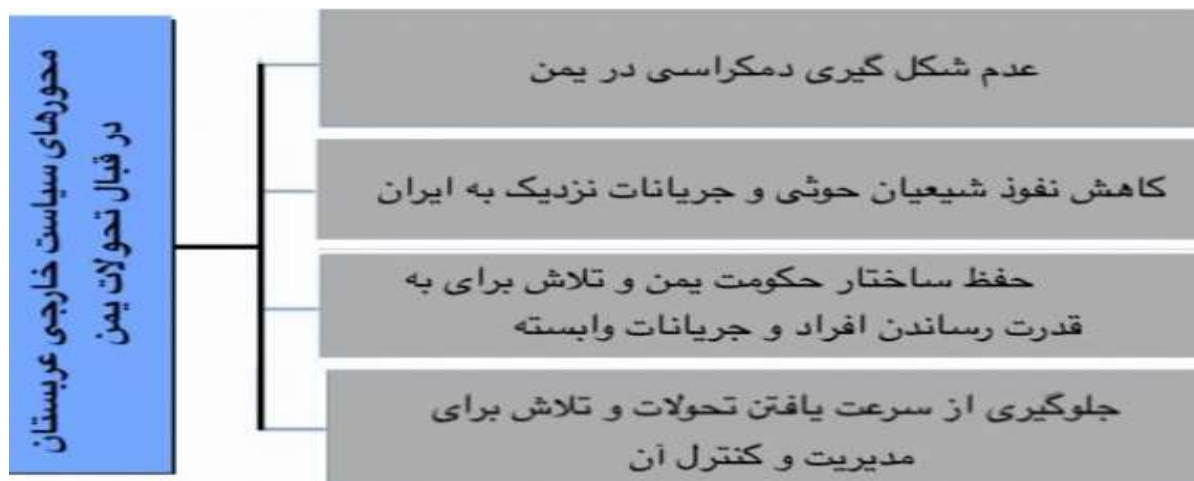 محورهای سیاست خارجی عربستان
در قبال تحولات یمن
عدم شکل گیری دمکراسی در یمن
کاهش نفوذ شیعیان حوثی و جریانات نزدیک به ایران
حفظ ساختار حکومت یمن و تلاش برای به
قدرت رساندن افراد و جریانات وابسته
جلوگیری از سرعت یافتن تحولات و تلاش برای
مدیریت و کنترل آن